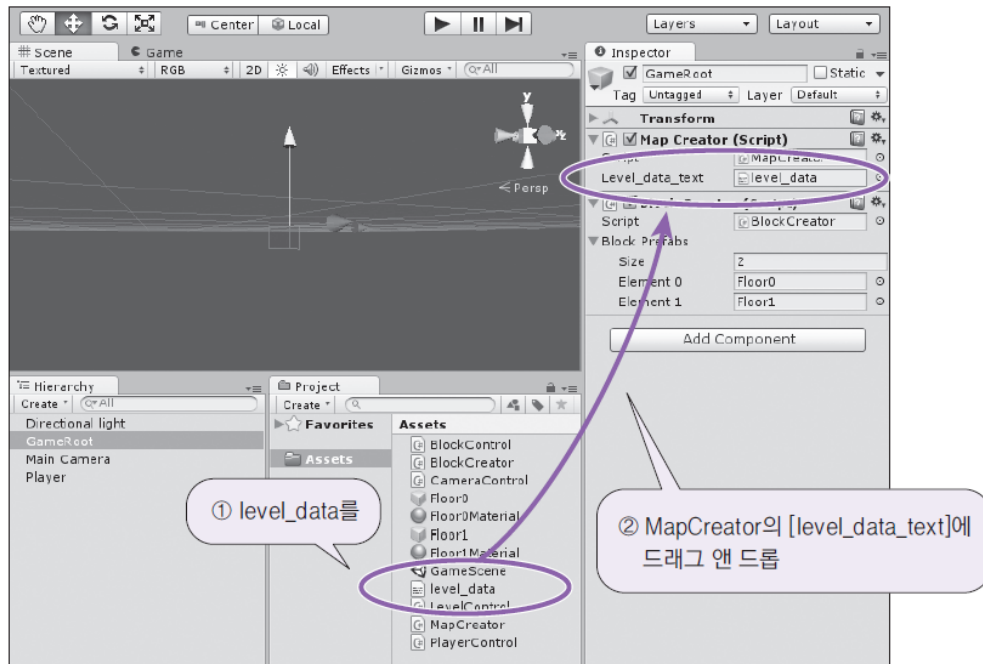 Center Local
Layers Layout
Scene Game
Textured RGB 2D Effects Gizmos All
y
z
Persp
Inspector
GameRoot Static
Tag Untagged Layer Default
Transform
Map Creator (Script)
Script MapCreator
Level_data_text level_data
(Script)
Script BlockCreator
Block Prefabs
Size 2
Element 0 Floor0
Element 1 Floor1
Add Component
Hierarchy
Create All
Directional light
GameRoot
Main Camera
Player
Project
Create
Favorites
Assets
Assets
BlockControl
BlockCreator
CameraControl
Floor0
Floor0Material
Floor1
Floor1Material
GameScene
level_data
LevelControl
MapCreator
PlayerControl
① level_data를
② MapCreator의 [level_data_text]에
드래그 앤 드롭